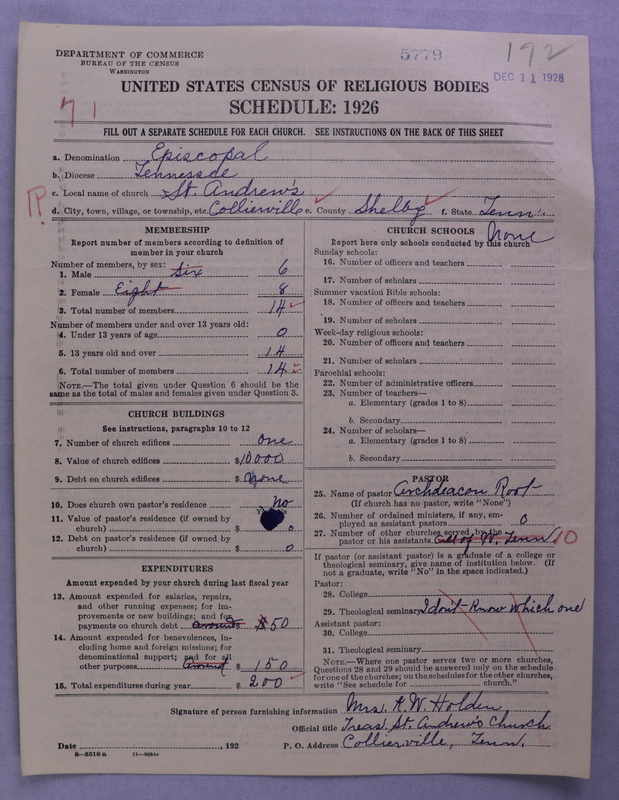 DEPARTMENT OF COMMERCE
BUREAU OF THE CENSUS
WASHINGTON
5779
192
DEC 11 1926
UNITED STATES CENSUS OF RELIGIOUS BODIES
SCHEDULE: 1926
71
FILL OUT A SEPARATE SCHEDULE FOR EACH CHURCH. SEE INSTRUCTIONS ON THE BACK OF THIS SHEET
a. Denomination Episcopal
b. Diocese Tennessee
c. Local name of church St. Andrew's
d. City, town, village, or township, etc. Collierville e. County Shelby f. State Tenn.
MEMBERSHIP
Report number of members according to definition of
member in your church
Number of members, by sex:
1. Male Six 6
2. Female Eight 8
3. Total number of members 14
Number of members under and over 13 years old:
4. Under 13 years of age 0
5. 13 years old and over 14
6. Total number of members 14
NOTE.—The total given under Question 6 should be the
same as the total of males and females given under Question 3.
CHURCH BUILDINGS
See instructions, paragraphs 10 to 12
7. Number of church edifices one
8. Value of church edifices $10000
9. Debt on church edifices $ none
10. Does church own pastor's residence no
11. Value of pastor's residence (if owned by
church) $ 0
12. Debt on pastor's residence (if owned by
church) $ 0
EXPENDITURES
Amount expended by your church during last fiscal year
13. Amount expended for salaries, repairs,
and other running expenses; for im-
provements or new buildings; and for
payments on church debt around $50
14. Amount expended for benevolences, in-
cluding home and foreign missions; for
denominational support; and for all
other purposes Around $ 150
15. Total expenditures during year $ 200
CHURCH SCHOOLS
None
Report here only schools conducted by this church
Sunday schools:
16. Number of officers and teachers
17. Number of scholars
Summer vacation Bible schools:
18. Number of officers and teachers
19. Number of scholars
Week-day religious schools:
20. Number of officers and teachers
21. Number of scholars
Parochial schools:
22. Number of administrative officers
23. Number of teachers—
a. Elementary (grades 1 to 8)
b. Secondary
24. Number of scholars—
a. Elementary (grades 1 to 8)
b. Secondary
PASTOR
25. Name of pastor Archdeacon Root
(If church has no pastor, write "None")
26. Number of ordained ministers, if any, em-
ployed as assistant pastors 0
27. Number of other churches served by the
pastor or his assistants all of W. Tenn 10
If pastor (or assistant pastor) is a graduate of a college or
theological seminary, give name of institution below. (If
not a graduate, write "No" in the space indicated.)
Pastor:
28. College
29. Theological seminary I don't know which one
Assistant pastor:
30. College
31. Theological seminary
NOTE.—Where one pastor serves two or more churches,
Questions 28 and 29 should be answered only on the schedule
for one of the churches; on the schedules for the other churches,
write "See schedule for church."
Signature of person furnishing information Mrs. K. W. Holden
Official title Treas. St. Andrew's Church
Date , 192 P. O. Address Collierville, Tenn.